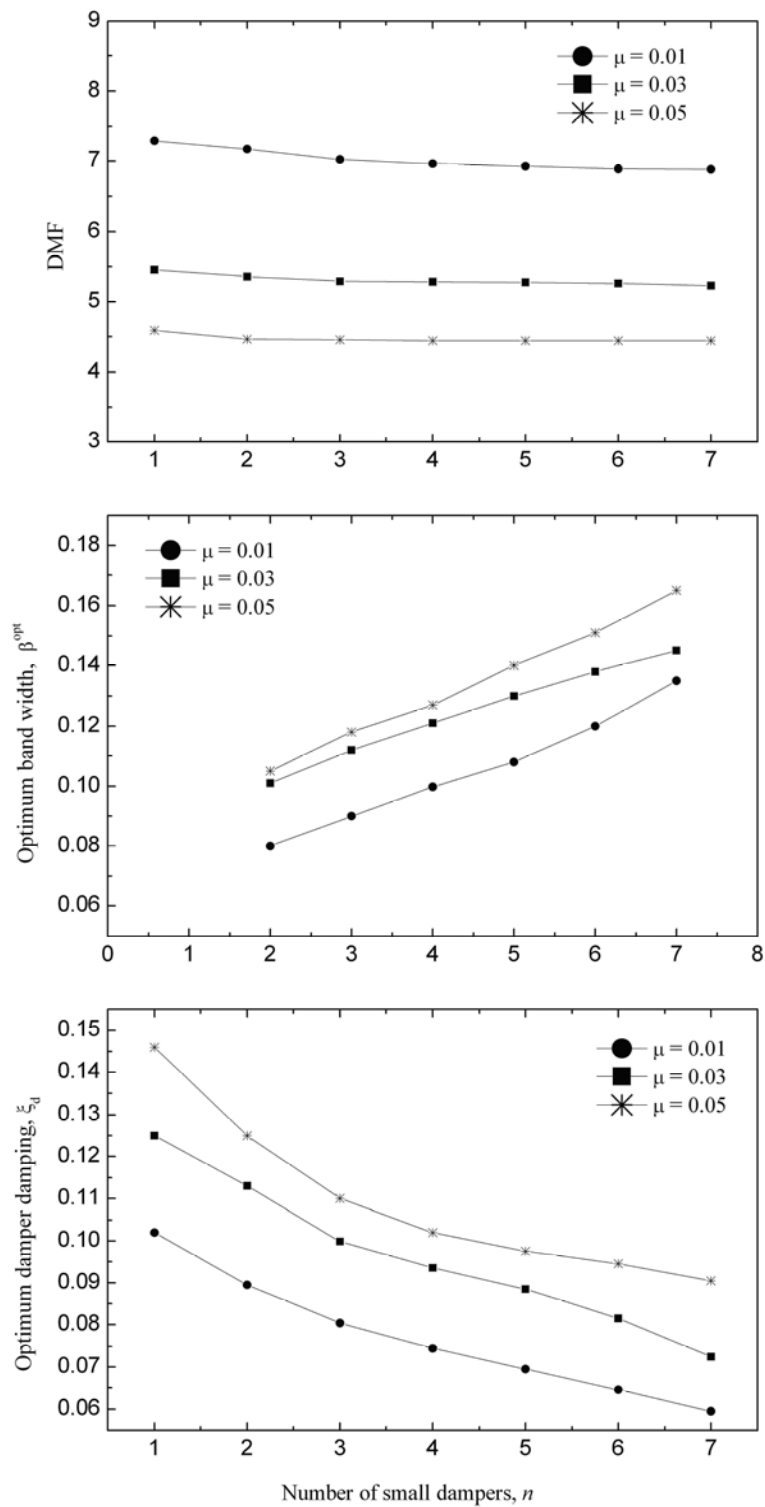 9
8
7
6
5
4
3
DMF
μ = 0.01
μ = 0.03
μ = 0.05
1 2 3 4 5 6 7
0.18
0.16
0.14
0.12
0.10
0.08
0.06
Optimum band width, β^opt
μ = 0.01
μ = 0.03
μ = 0.05
0 1 2 3 4 5 6 7 8
0.15
0.14
0.13
0.12
0.11
0.10
0.09
0.08
0.07
0.06
Optimum damper damping, ξ_d
μ = 0.01
μ = 0.03
μ = 0.05
1 2 3 4 5 6 7
Number of small dampers, n